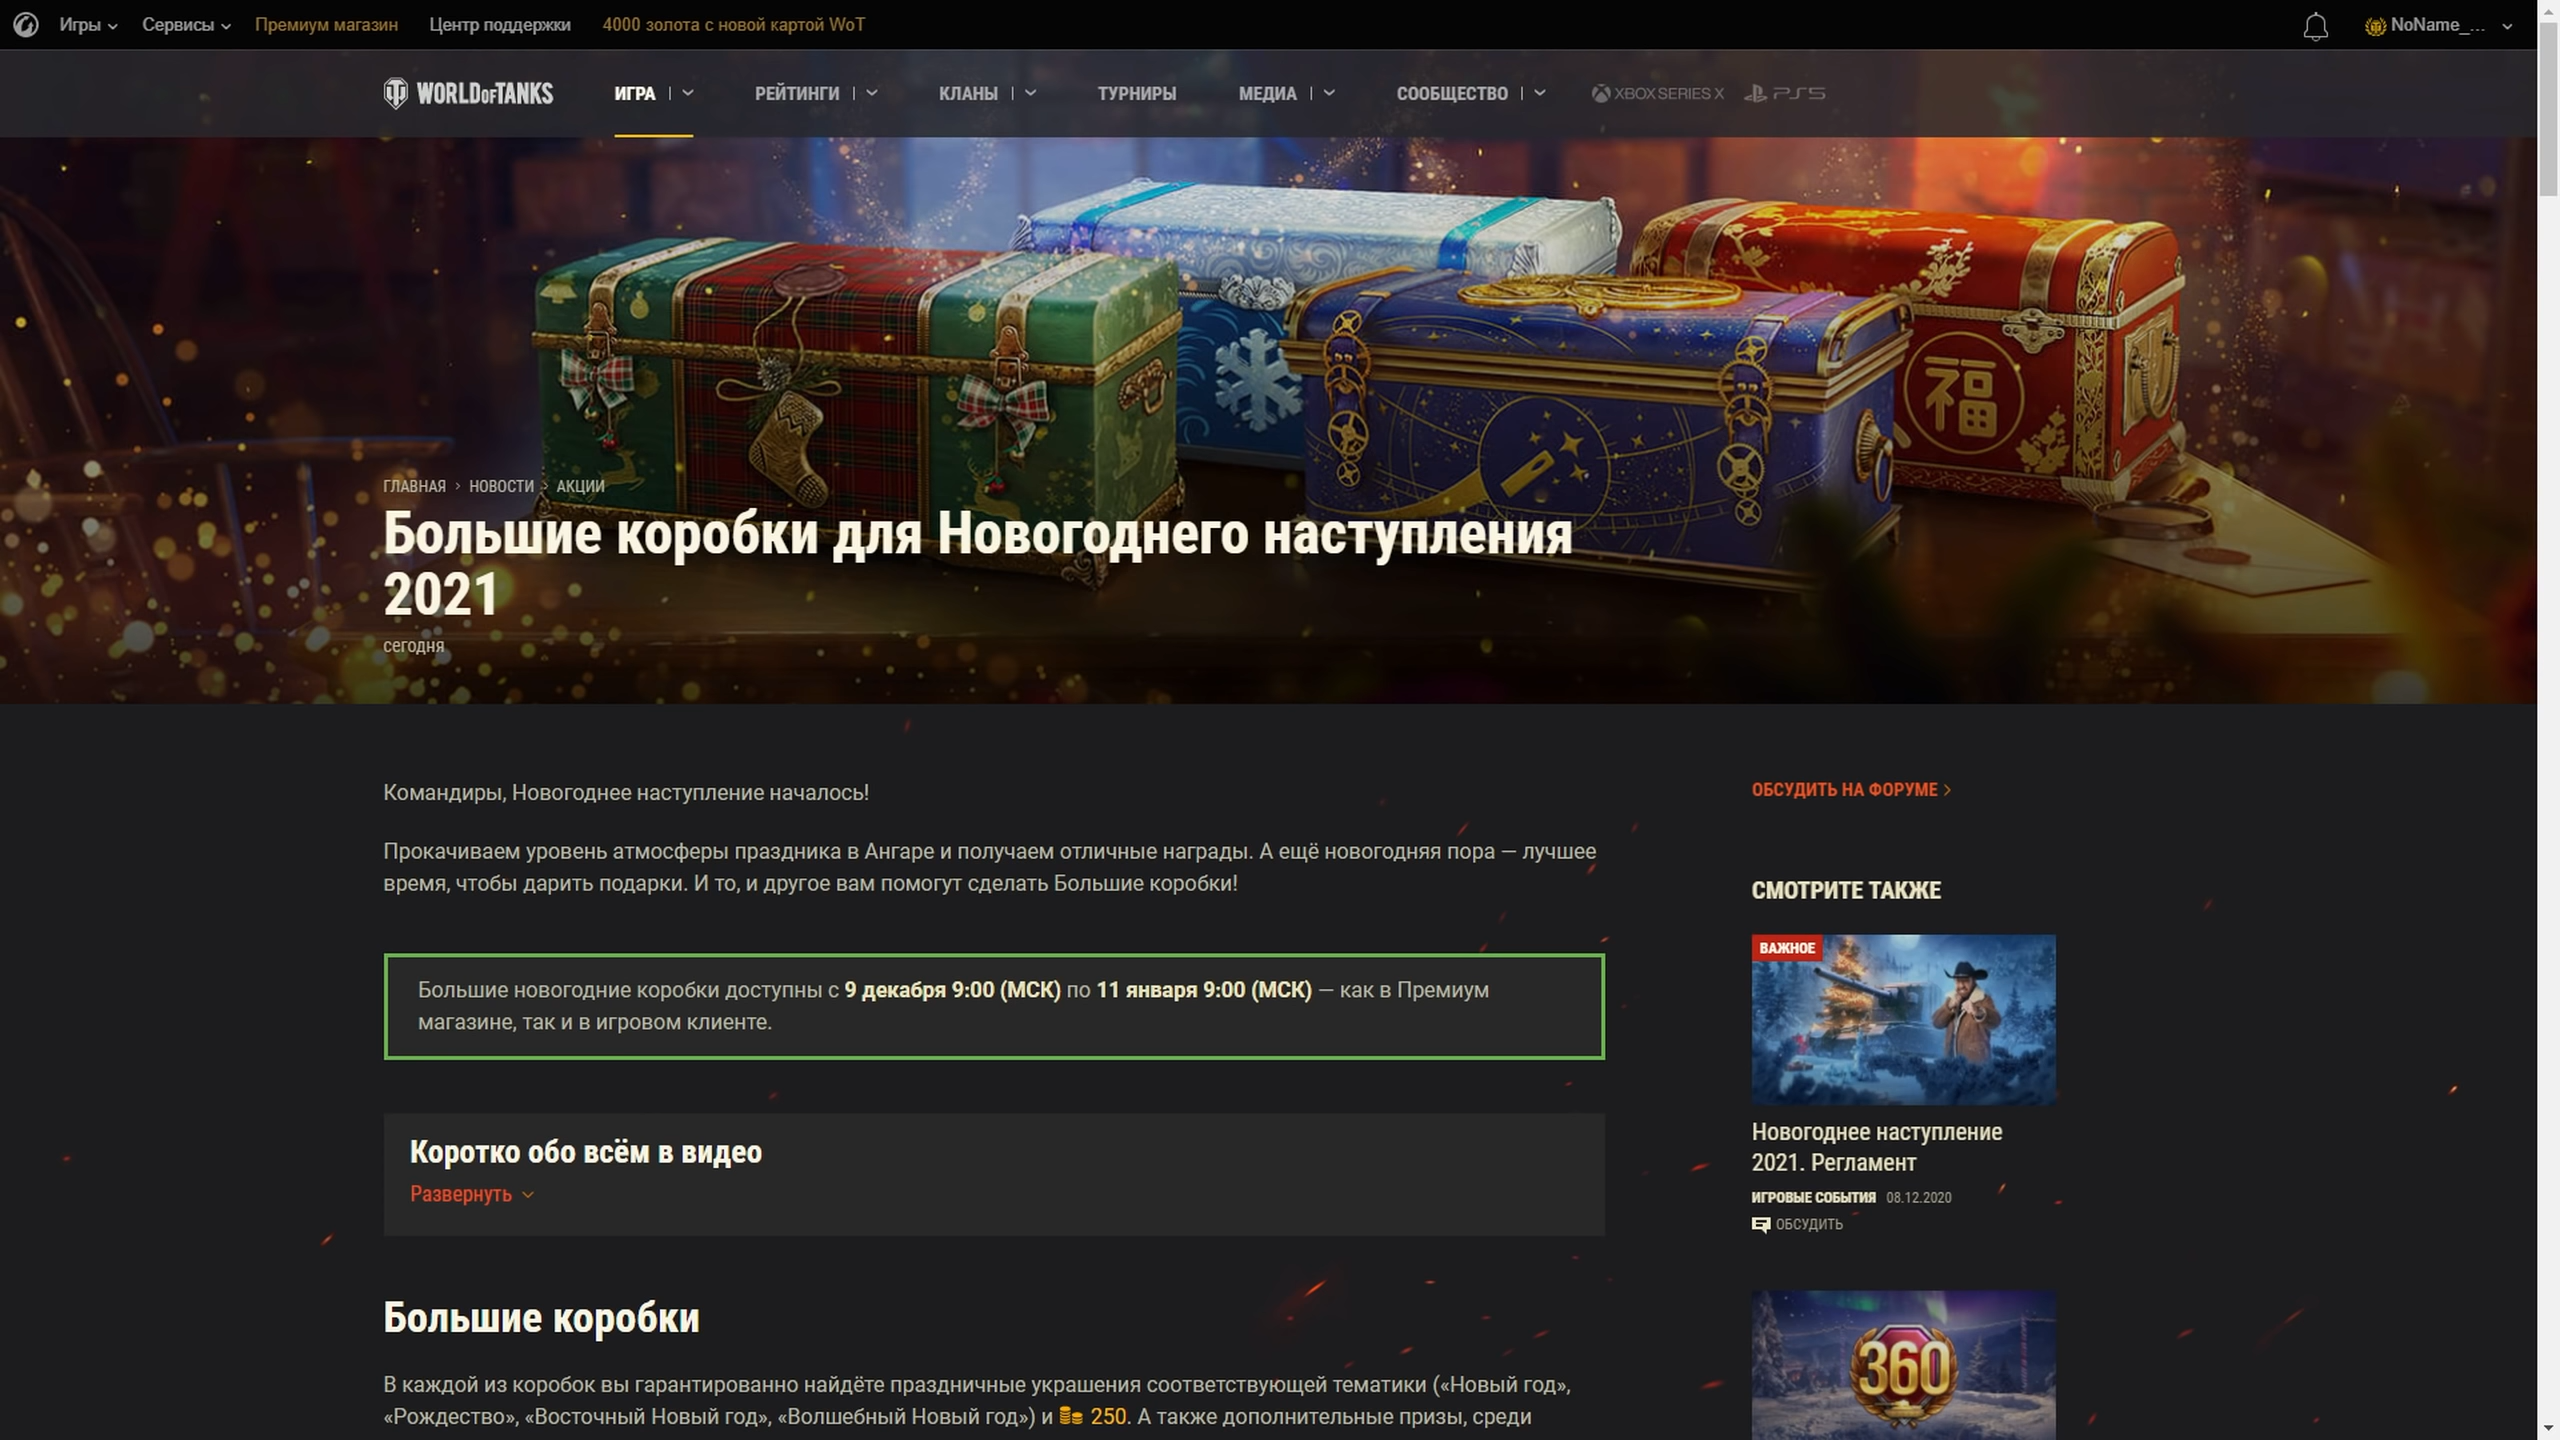 Игры
Сервисы
Премиум магазин
Центр поддержки
4000 золота с новой картой WoT
NoName_...
WORLD OF TANKS
ИГРА
РЕЙТИНГИ
КЛАНЫ
ТУРНИРЫ
МЕДИА
СООБЩЕСТВО
XBOX SERIES X
PS5
福
ГЛАВНАЯ > НОВОСТИ > АКЦИИ
Большие коробки для Новогоднего наступления
2021
сегодня
Командиры, Новогоднее наступление началось!
Прокачиваем уровень атмосферы праздника в Ангаре и получаем отличные награды. А ещё новогодняя пора — лучшее
время, чтобы дарить подарки. И то, и другое вам помогут сделать Большие коробки!
Большие новогодние коробки доступны с 9 декабря 9:00 (МСК) по 11 января 9:00 (МСК) — как в Премиум
магазине, так и в игровом клиенте.
Коротко обо всём в видео
Развернуть
Большие коробки
В каждой из коробок вы гарантированно найдёте праздничные украшения соответствующей тематики («Новый год»,
«Рождество», «Восточный Новый год», «Волшебный Новый год») и 250. А также дополнительные призы, среди
ОБСУДИТЬ НА ФОРУМЕ >
СМОТРИТЕ ТАКЖЕ
ВАЖНОЕ
Новогоднее наступление
2021. Регламент
ИГРОВЫЕ СОБЫТИЯ 08.12.2020
ОБСУДИТЬ
360